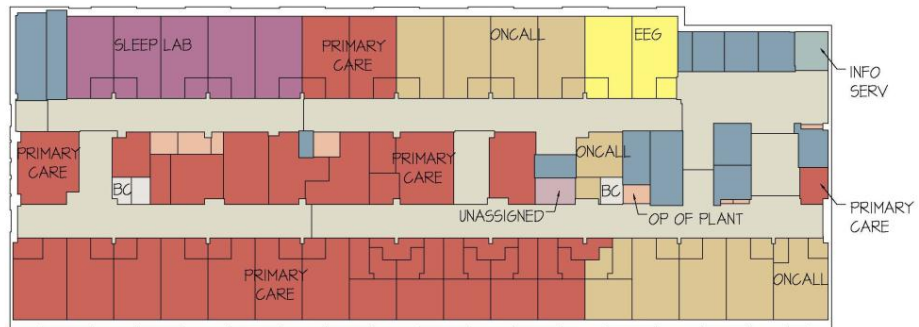 SLEEP LAB
PRIMARY
CARE
ONCALL
EEG
INFO
SERV
PRIMARY
CARE
BC
PRIMARY
CARE
UNASSIGNED
ONCALL
BC
OP OF PLANT
PRIMARY
CARE
PRIMARY
CARE
ONCALL